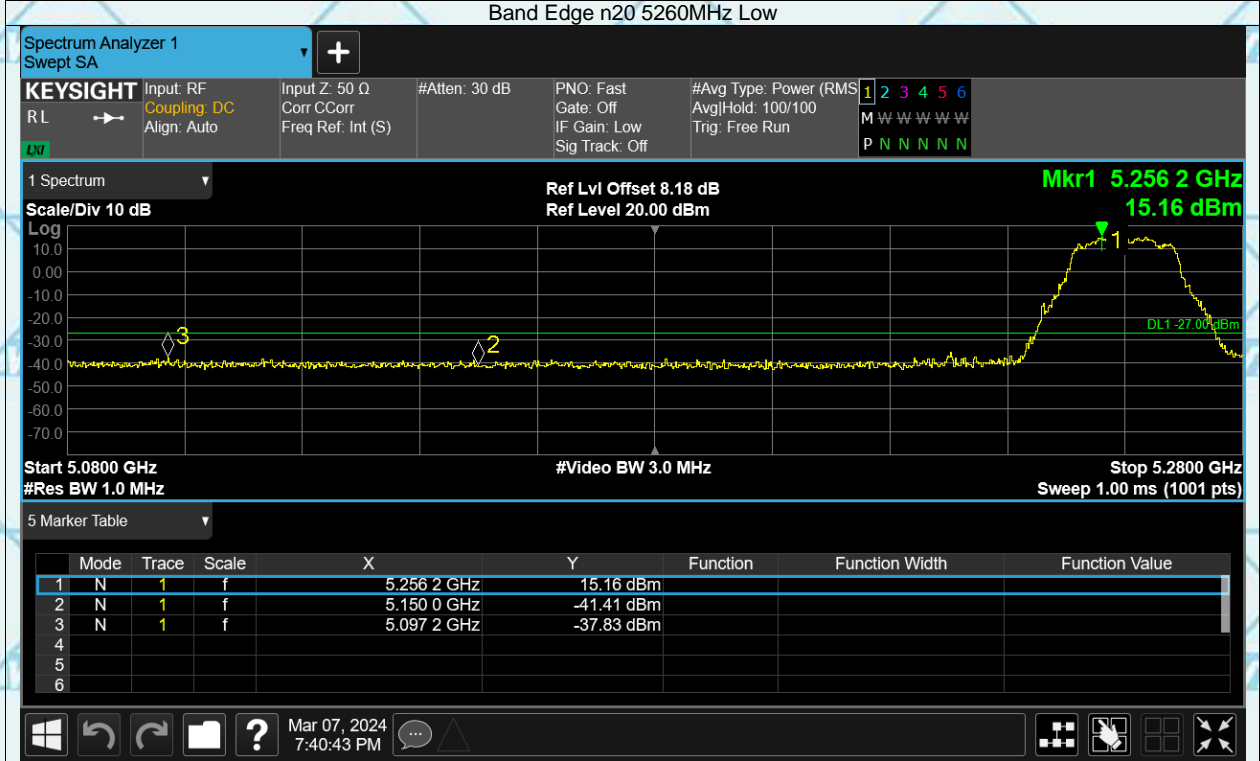 Band Edge n20 5260MHz Low
Spectrum Analyzer 1
Swept SA
KEYSIGHT
R L
LXI
Input: RF
Coupling: DC
Align: Auto
Input Z: 50 Ω
Corr CCorr
Freq Ref: Int (S)
#Atten: 30 dB
PNO: Fast
Gate: Off
IF Gain: Low
Sig Track: Off
#Avg Type: Power (RMS
Avg|Hold: 100/100
Trig: Free Run
1 2 3 4 5 6
M W W W W W
P N N N N N
1 Spectrum
Scale/Div 10 dB
Ref Lvl Offset 8.18 dB
Ref Level 20.00 dBm
Mkr1 5.256 2 GHz
15.16 dBm
Log
10.0
0.00
-10.0
-20.0
-30.0
-40.0
-50.0
-60.0
-70.0
1
2
3
DL1 -27.00 dBm
Start 5.0800 GHz
#Video BW 3.0 MHz
Stop 5.2800 GHz
#Res BW 1.0 MHz
Sweep 1.00 ms (1001 pts)
5 Marker Table
Mode Trace Scale X Y Function Function Width Function Value
1 N 1 f 5.256 2 GHz 15.16 dBm
2 N 1 f 5.150 0 GHz -41.41 dBm
3 N 1 f 5.097 2 GHz -37.83 dBm
4
5
6
?
Mar 07, 2024
7:40:43 PM